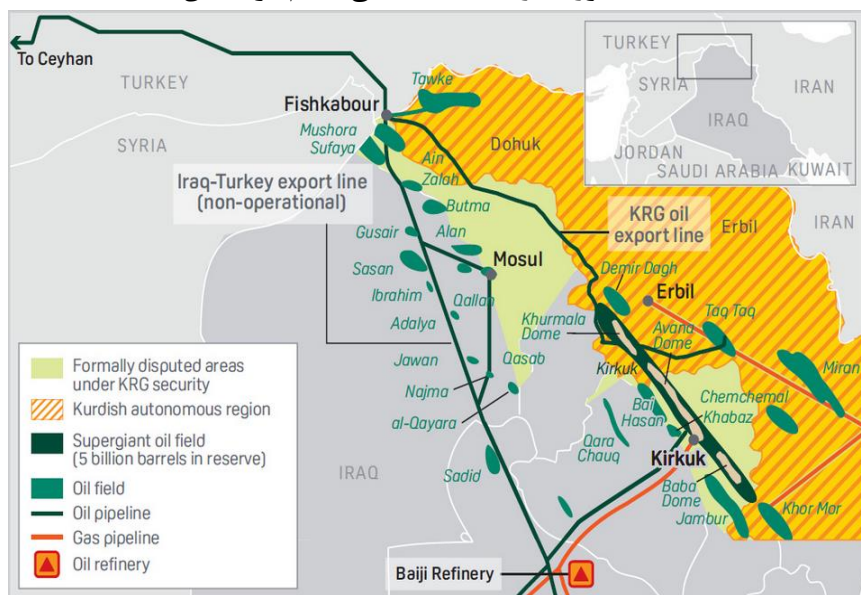 To Ceyhan
TURKEY
SYRIA
Fishkabour
Tawke
Mushora
Sufaya
Dohuk
Ain
Zalah
Iraq-Turkey export line
(non-operational)
Butma
KRG oil
export line
Erbil
IRAN
Gusair
Alan
Mosul
Sasan
Demir Dagh
Erbil
Ibrahim
Qallan
Khurmala
Dome
Avana
Dome
Taq Taq
Adalya
Kirkuk
Miran
Jawan
Qasab
Najma
Bai
Hasan
Chemchemal
Khabaz
al-Qayara
Qara
Chauq
Kirkuk
IRAQ
Sadid
Baba
Dome
Jambur
Khor Mor
Baiji Refinery
TURKEY
SYRIA
IRAN
IRAQ
JORDAN
SAUDI ARABIA
KUWAIT
Formally disputed areas
under KRG security
Kurdish autonomous region
Supergiant oil field
(5 billion barrels in reserve)
Oil field
Oil pipeline
Gas pipeline
Oil refinery